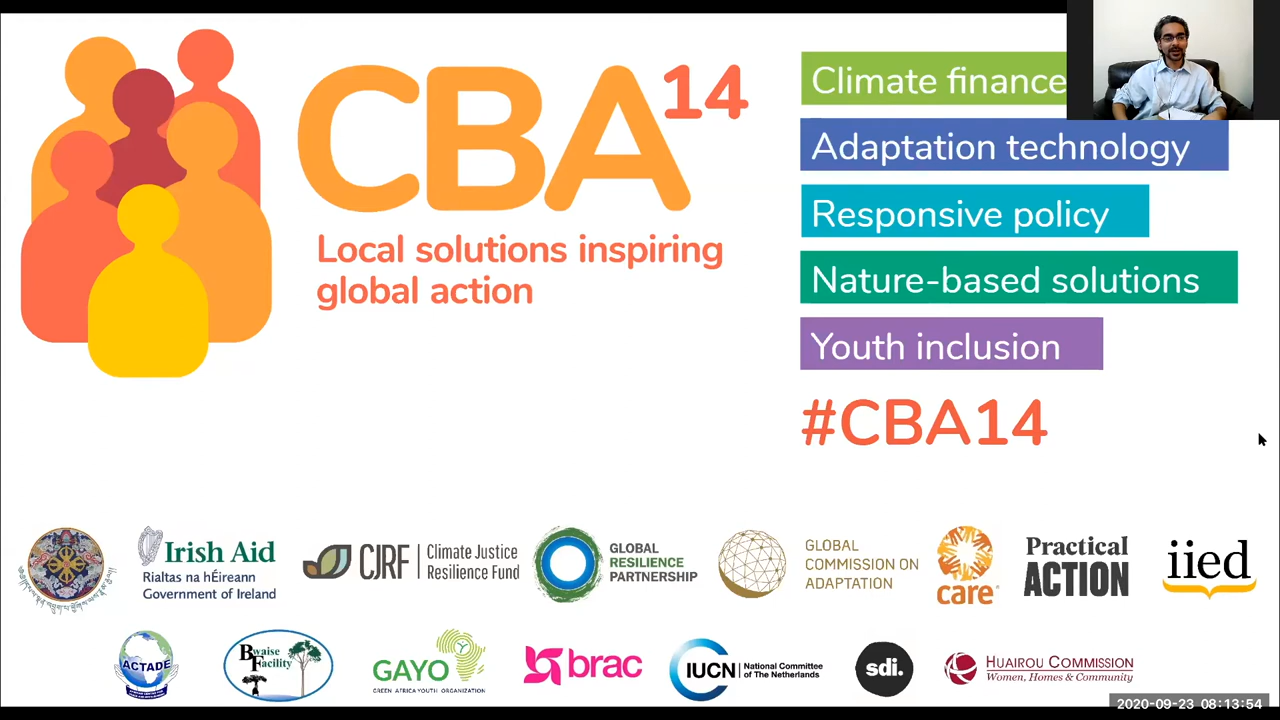 CBA14
Local solutions inspiring
global action
Climate finance
Adaptation technology
Responsive policy
Nature-based solutions
Youth inclusion
#CBA14
Irish Aid
Rialtas na hÉireann
Government of Ireland
CJRF
Climate Justice
Resilience Fund
GLOBAL
RESILIENCE
PARTNERSHIP
GLOBAL
COMMISSION
ON ADAPTATION
care
Practical
ACTION
iied
ACTADE
Bwaise
Facility
GAYO
GREEN AFRICA YOUTH ORGANIZATION
brac
IUCN
National Committee
of The Netherlands
sdi.
HUAIROU COMMISSION
Women, Homes & Community
2020-09-23 08:13:54